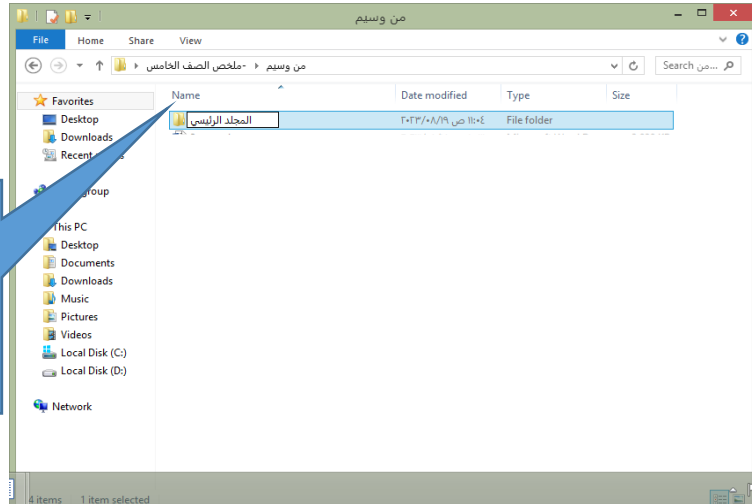 من وسيم
File Home Share View
من وسيم ‹ ملخص الصف الخامس-
Search من...
Favorites
Desktop
Downloads
Recent
This PC
Desktop
Documents
Downloads
Music
Pictures
Videos
Local Disk (C:)
Local Disk (D:)
Network
Name Date modified Type Size
المجلد الرئيسي ٢٠٢٣/٠٨/١٩ ١١:٠٤ ص File folder
4 items 1 item selected